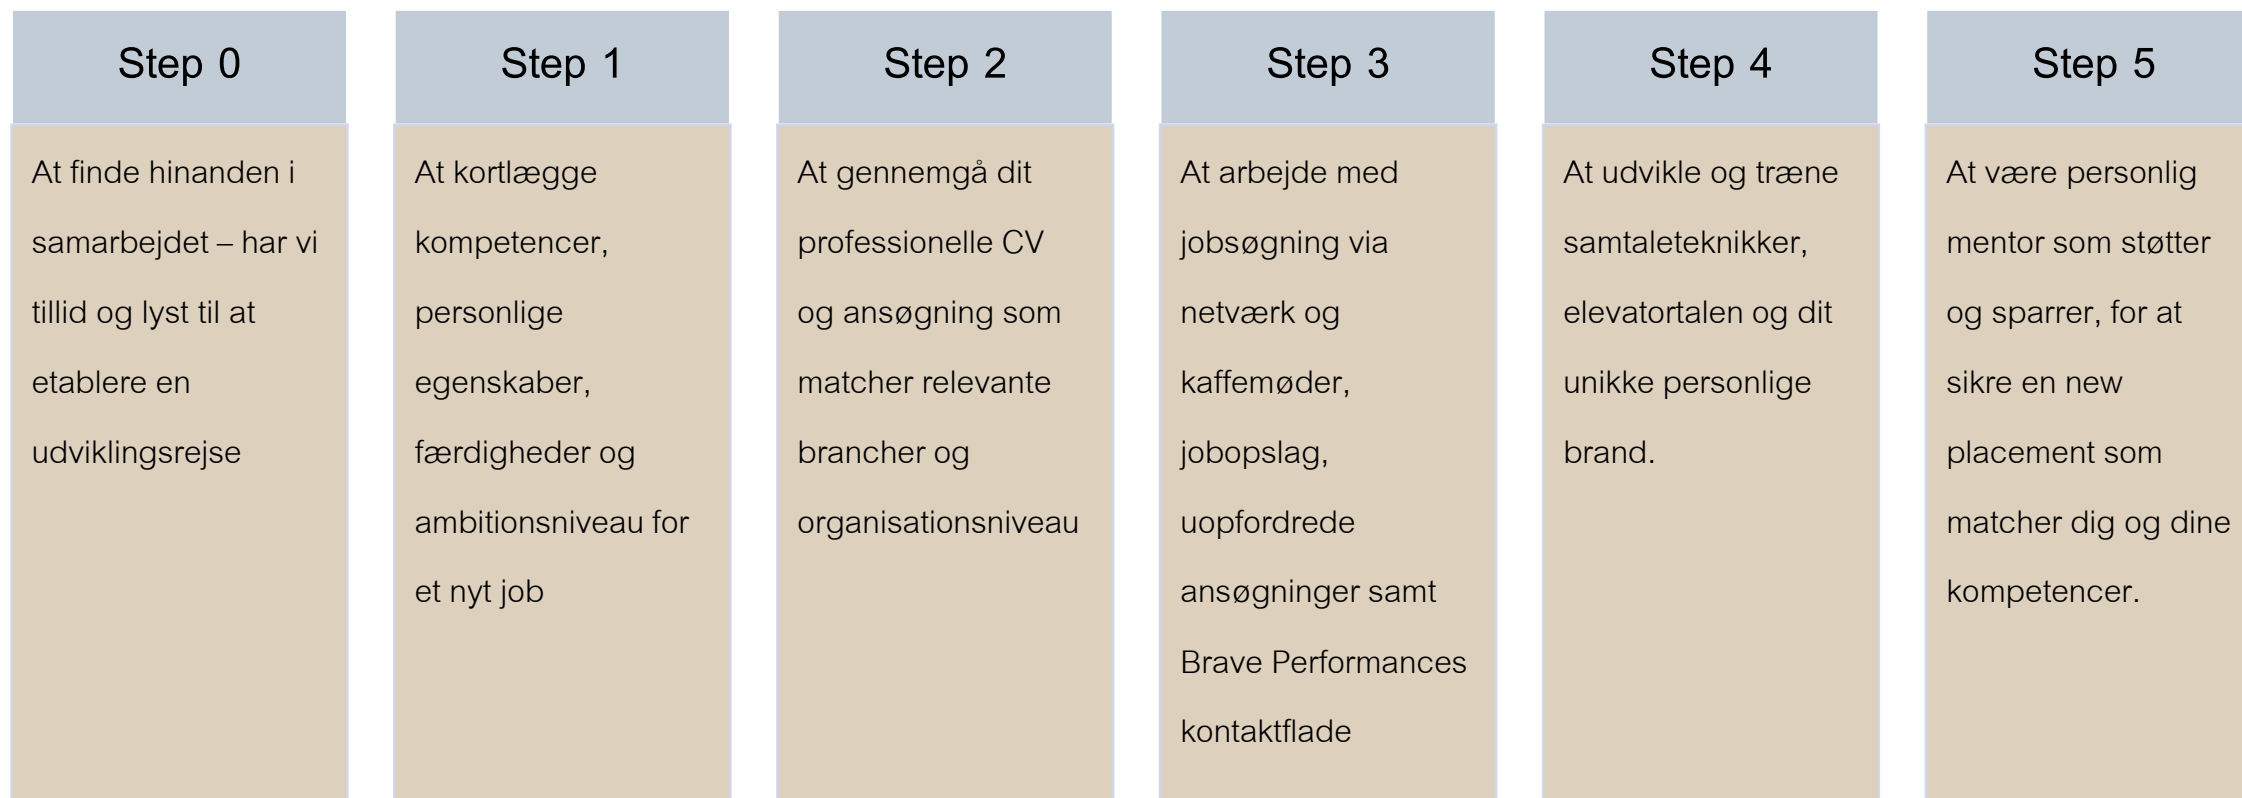 Step 0
At finde hinanden i
samarbejdet – har vi
tillid og lyst til at
etablere en
udviklingsrejse
Step 1
At kortlægge
kompetencer,
personlige
egenskaber,
færdigheder og
ambitionsniveau for
et nyt job
Step 2
At gennemgå dit
professionelle CV
og ansøgning som
matcher relevante
brancher og
organisationsniveau
Step 3
At arbejde med
jobsøgning via
netværk og
kaffemøder,
jobopslag,
uopfordrede
ansøgninger samt
Brave Performances
kontaktflade
Step 4
At udvikle og træne
samtaleteknikker,
elevatortalen og dit
unikke personlige
brand.
Step 5
At være personlig
mentor som støtter
og sparrer, for at
sikre en new
placement som
matcher dig og dine
kompetencer.